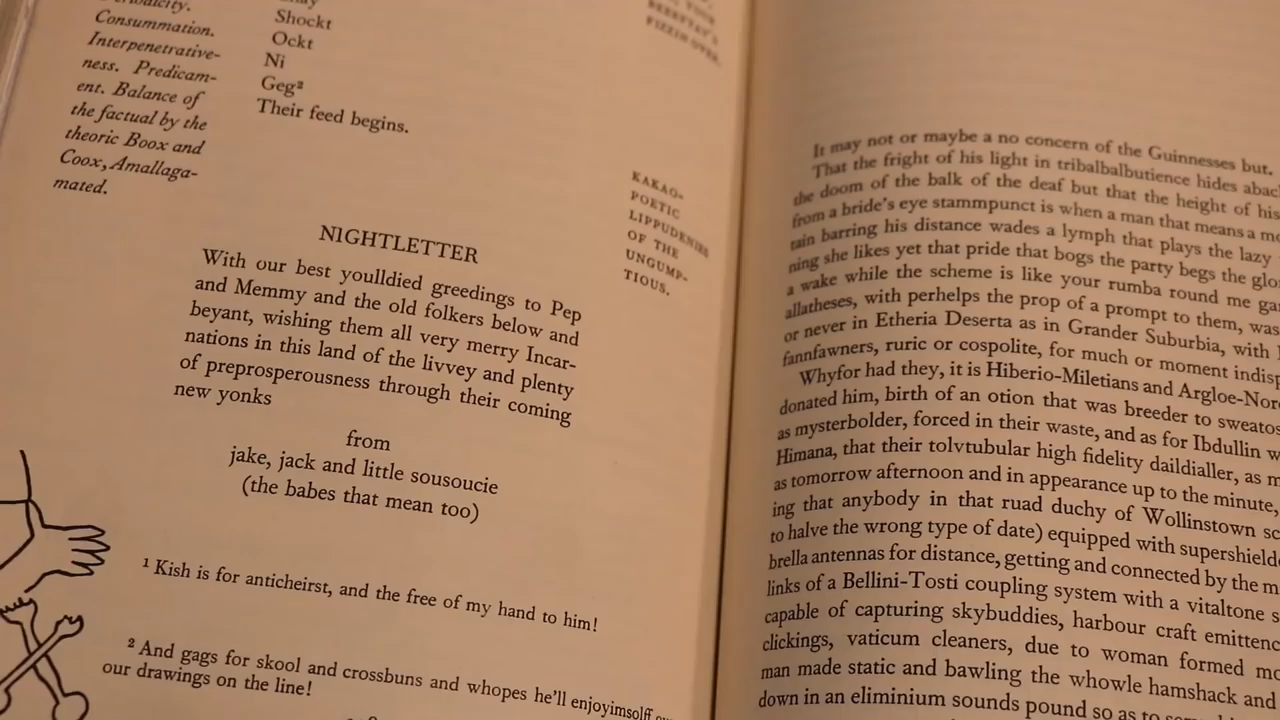 Consummation.
Interpenetrative-
ness. Predicam-
ent. Balance of
the factual by the
theoric Boox and
Coox, Amallaga-
mated.
Shockt
Ockt
Ni
Geg²
Their feed begins.
KAKAO-
POETIC
LIPPUDENIES
OF THE
UNGUMP-
TIOUS.
NIGHTLETTER
With our best youlldied greedings to Pep
and Memmy and the old folkers below and
beyant, wishing them all very merry Incar-
nations in this land of the livvey and plenty
of preprosperousness through their coming
new yonks
from
jake, jack and little sousoucie
(the babes that mean too)
¹ Kish is for anticheirst, and the free of my hand to him!
² And gags for skool and crossbuns and whopes he'll enjoyimsolff
our drawings on the line!
It may not or maybe a no concern of the Guinnesses but.
That the fright of his light in tribalbalbutience hides
the doom of the balk of the deaf but that the height of his
from a bride's eye stammpunct is when a man that means a
tain barring his distance wades a lymph that plays the lazy
ning she likes yet that pride that bogs the party begs the
a wake while the scheme is like your rumba round me
allatheses, with perhelps the prop of a prompt to them, was
or never in Etheria Deserta as in Grander Suburbia, with
fannfawners, ruric or cospolite, for much or moment
Whyfor had they, it is Hiberio-Miletians and
donated him, birth of an otion that was breeder to
as mysterbolder, forced in their waste, and as for Ibdullin
Himana, that their tolvtubular high fidelity daildialler, as
as tomorrow afternoon and in appearance up to the minute,
ing that anybody in that ruad duchy of Wollinstown
to halve the wrong type of date) equipped with
brella antennas for distance, getting and connected by the
links of a Bellini-Tosti coupling system with a vitaltone
capable of capturing skybuddies, harbour craft
clickings, vaticum cleaners, due to woman formed
man made static and bawling the whowle hamshack and
down in an eliminium sounds pound so as to